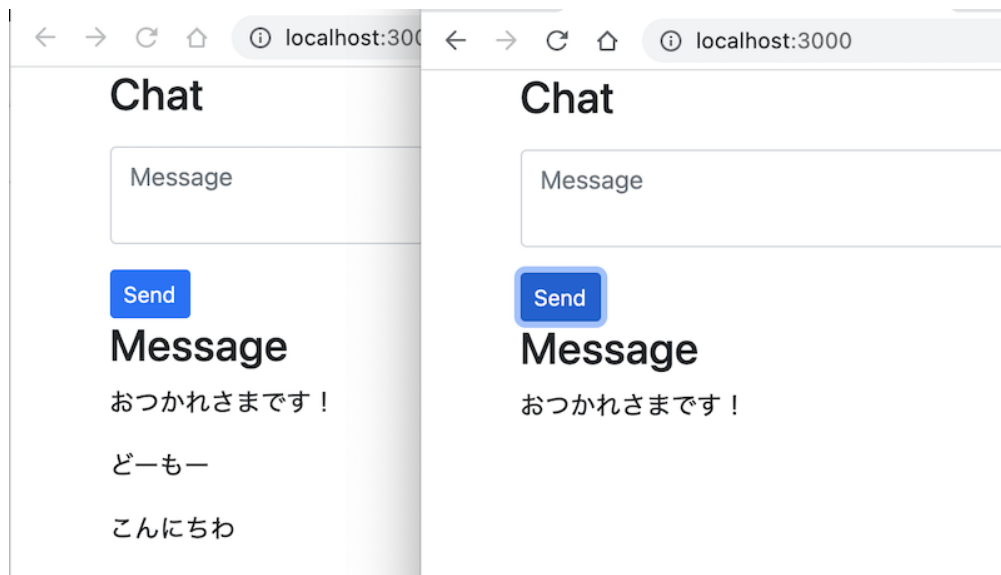 localhost:300
Chat
Message
Send
Message
おつかれさまです！
どーもー
こんにちわ
localhost:3000
Chat
Message
Send
Message
おつかれさまです！